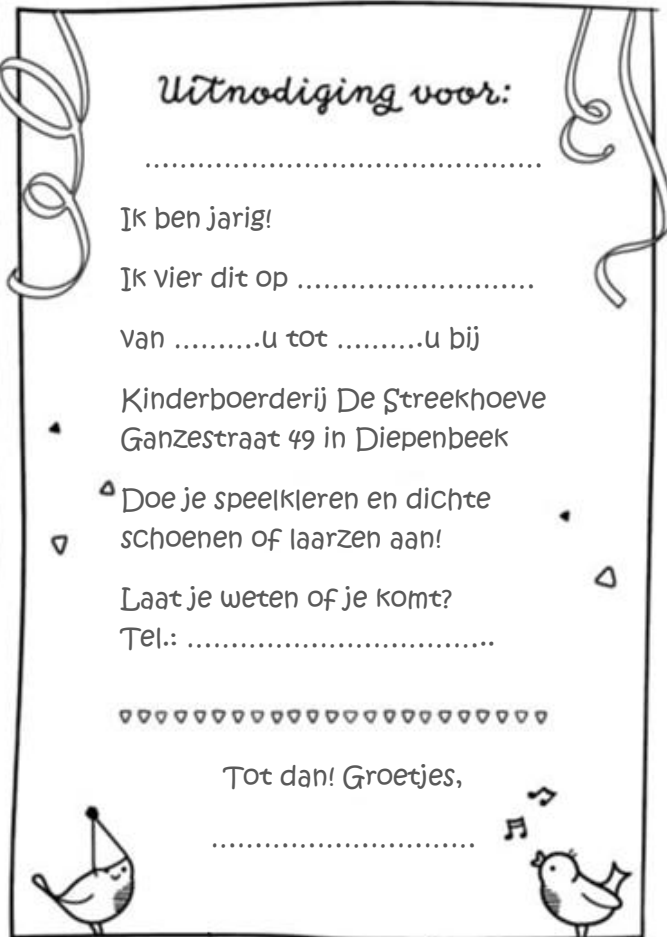 Uitnodiging voor:
.............................................
Ik ben jarig!
Ik vier dit op ...........................
van ..........u tot ..........u bij
Kinderboerderij De Streekhoeve
Ganzestraat 49 in Diepenbeek
Doe je speelkleren en dichte
schoenen of laarzen aan!
Laat je weten of je komt?
Tel.: ...................................
Tot dan! Groetjes,
..............................